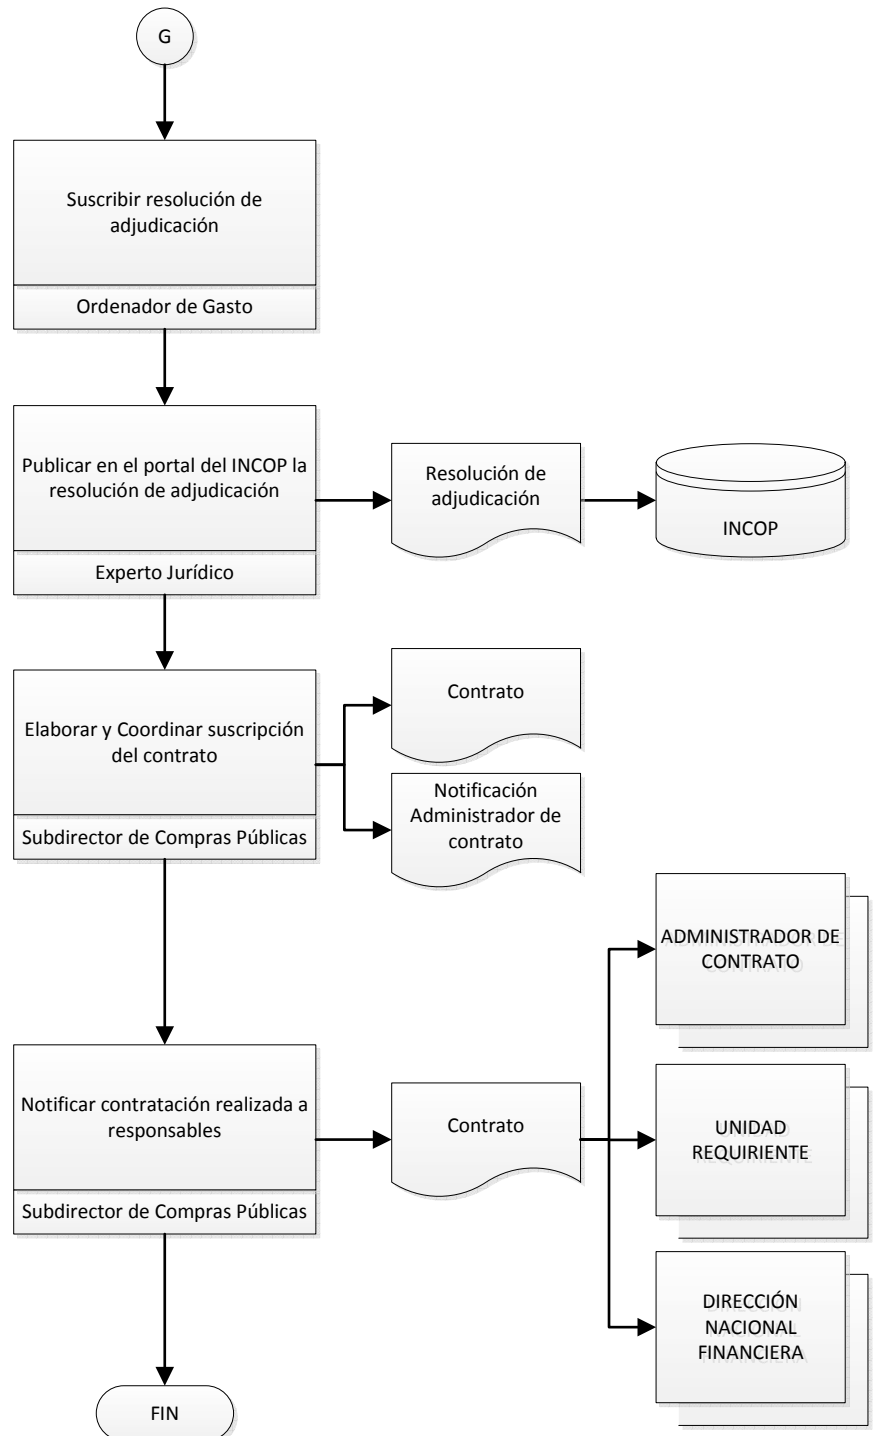 G
Suscribir resolución de
adjudicación
Ordenador de Gasto
Publicar en el portal del INCOP la
resolución de adjudicación
Experto Jurídico
Resolución de
adjudicación
INCOP
Elaborar y Coordinar suscripción
del contrato
Subdirector de Compras Públicas
Contrato
Notificación
Administrador de
contrato
Notificar contratación realizada a
responsables
Subdirector de Compras Públicas
Contrato
ADMINISTRADOR DE
CONTRATO
UNIDAD
REQUIRIENTE
DIRECCIÓN
NACIONAL
FINANCIERA
FIN